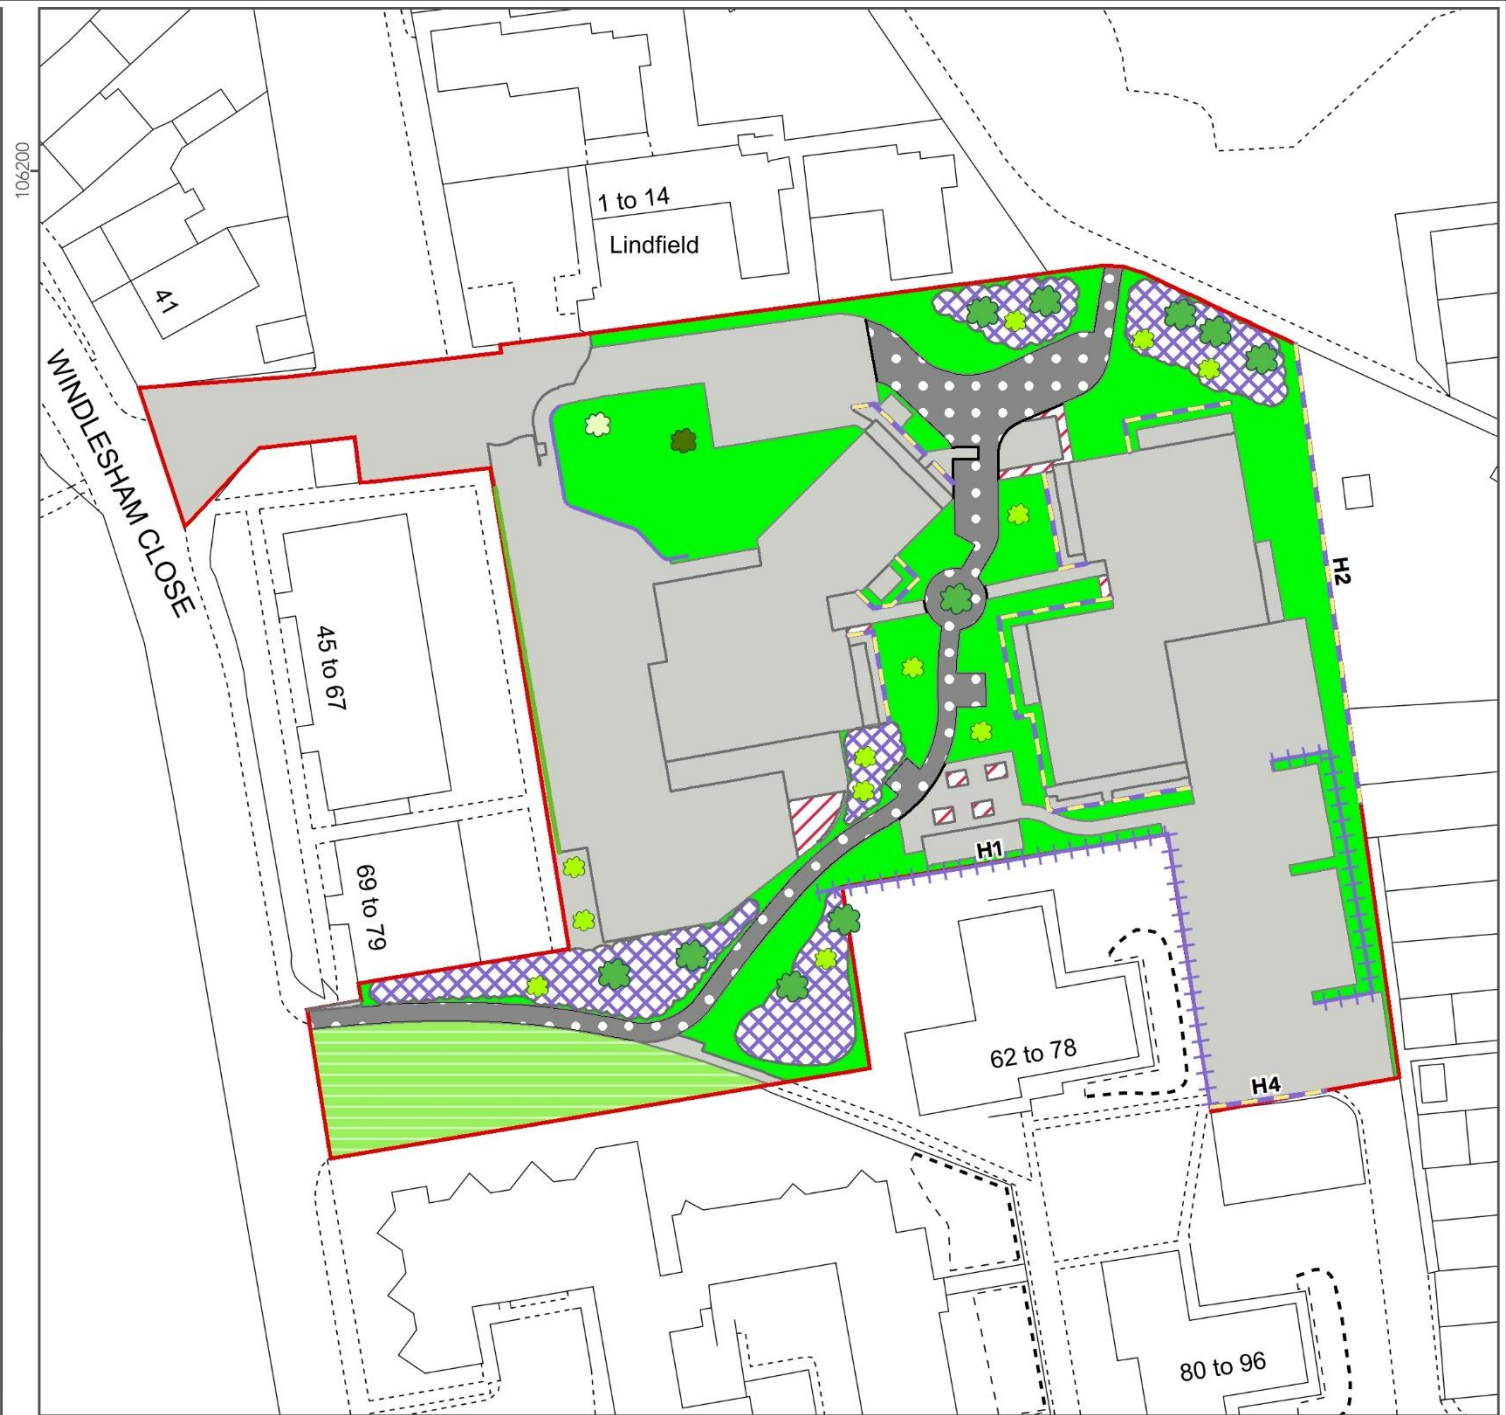 106200
1 to 14
Lindfield
41
WINDLESHAM CLOSE
45 to 67
H2
69 to 79
H1
62 to 78
H4
80 to 96